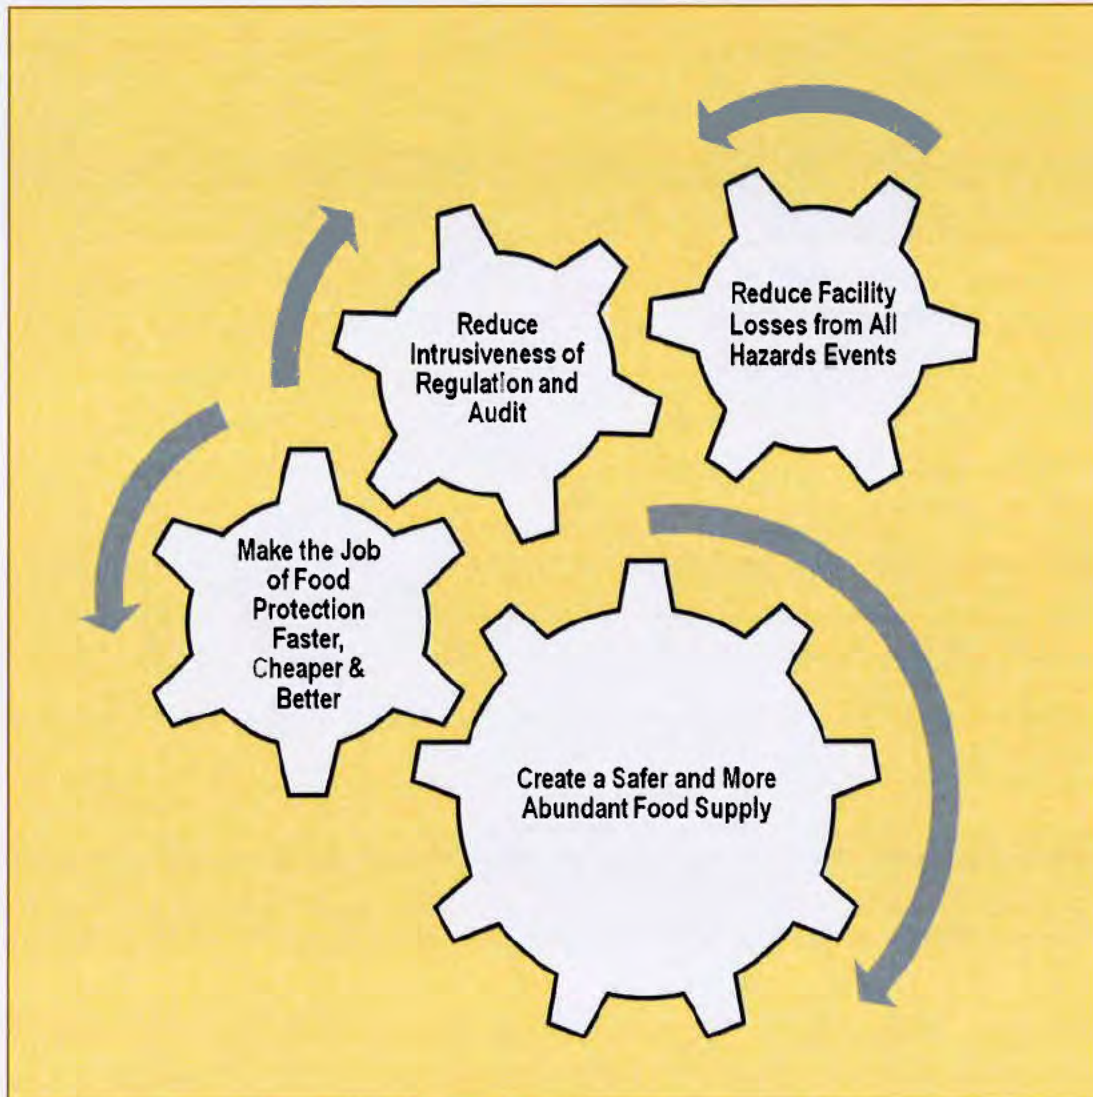 Reduce Facility
Losses from All
Hazards Events
Reduce
Intrusiveness of
Regulation and
Audit
Make the Job
of Food
Protection
Faster,
Cheaper &
Better
Create a Safer and More
Abundant Food Supply